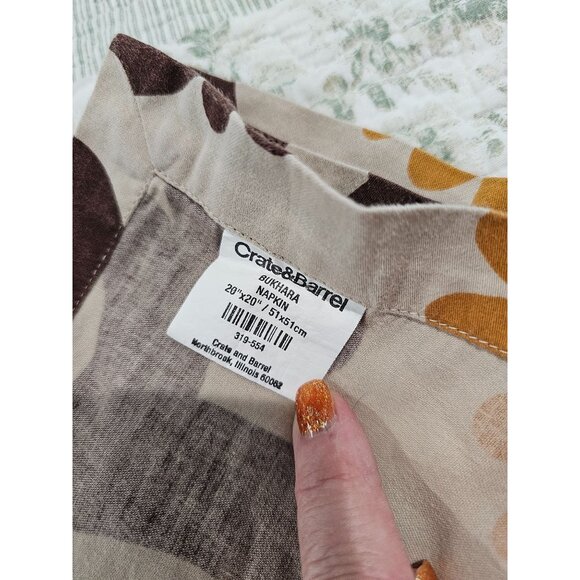 Crate&Barrel
BUKHARA
NAPKIN
20"x20" / 51x51cm
319-554
Crate and Barrel
Northbrook, Illinois 60062